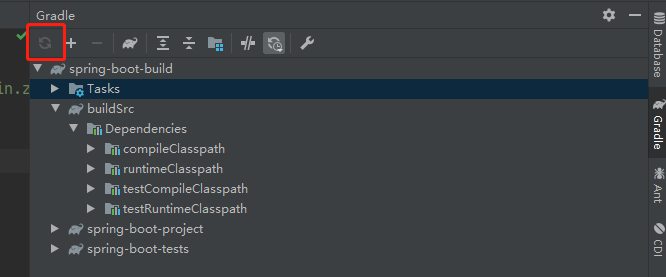 Gradle
in.z
spring-boot-build
Tasks
buildSrc
Dependencies
compileClasspath
runtimeClasspath
testCompileClasspath
testRuntimeClasspath
spring-boot-project
spring-boot-tests
Database
Gradle
Ant
CDI